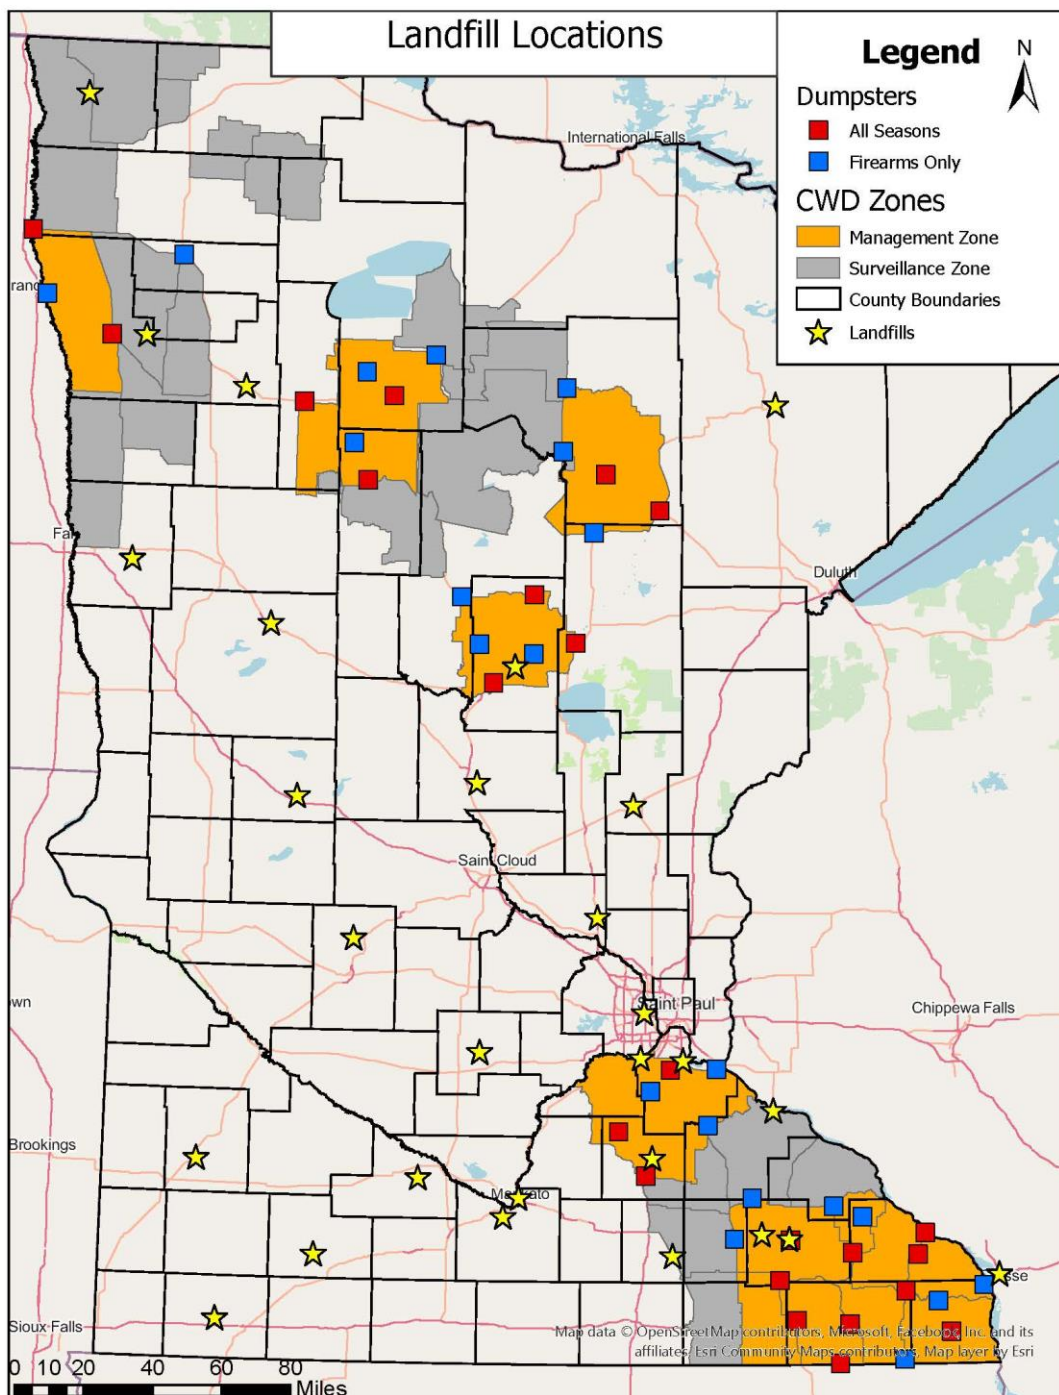 Landfill Locations
Legend
N
Dumpsters
All Seasons
Firearms Only
CWD Zones
Management Zone
Surveillance Zone
County Boundaries
Landfills
International Falls
Duluth
Saint Cloud
Saint Paul
Chippewa Falls
own
Brookings
Sioux Falls
Map data © OpenStreetMap contributors, Microsoft, Facebook, Inc. and its
affiliates, Esri Community Maps contributors, Map layer by Esri
0 10 20 40 60 80
Miles